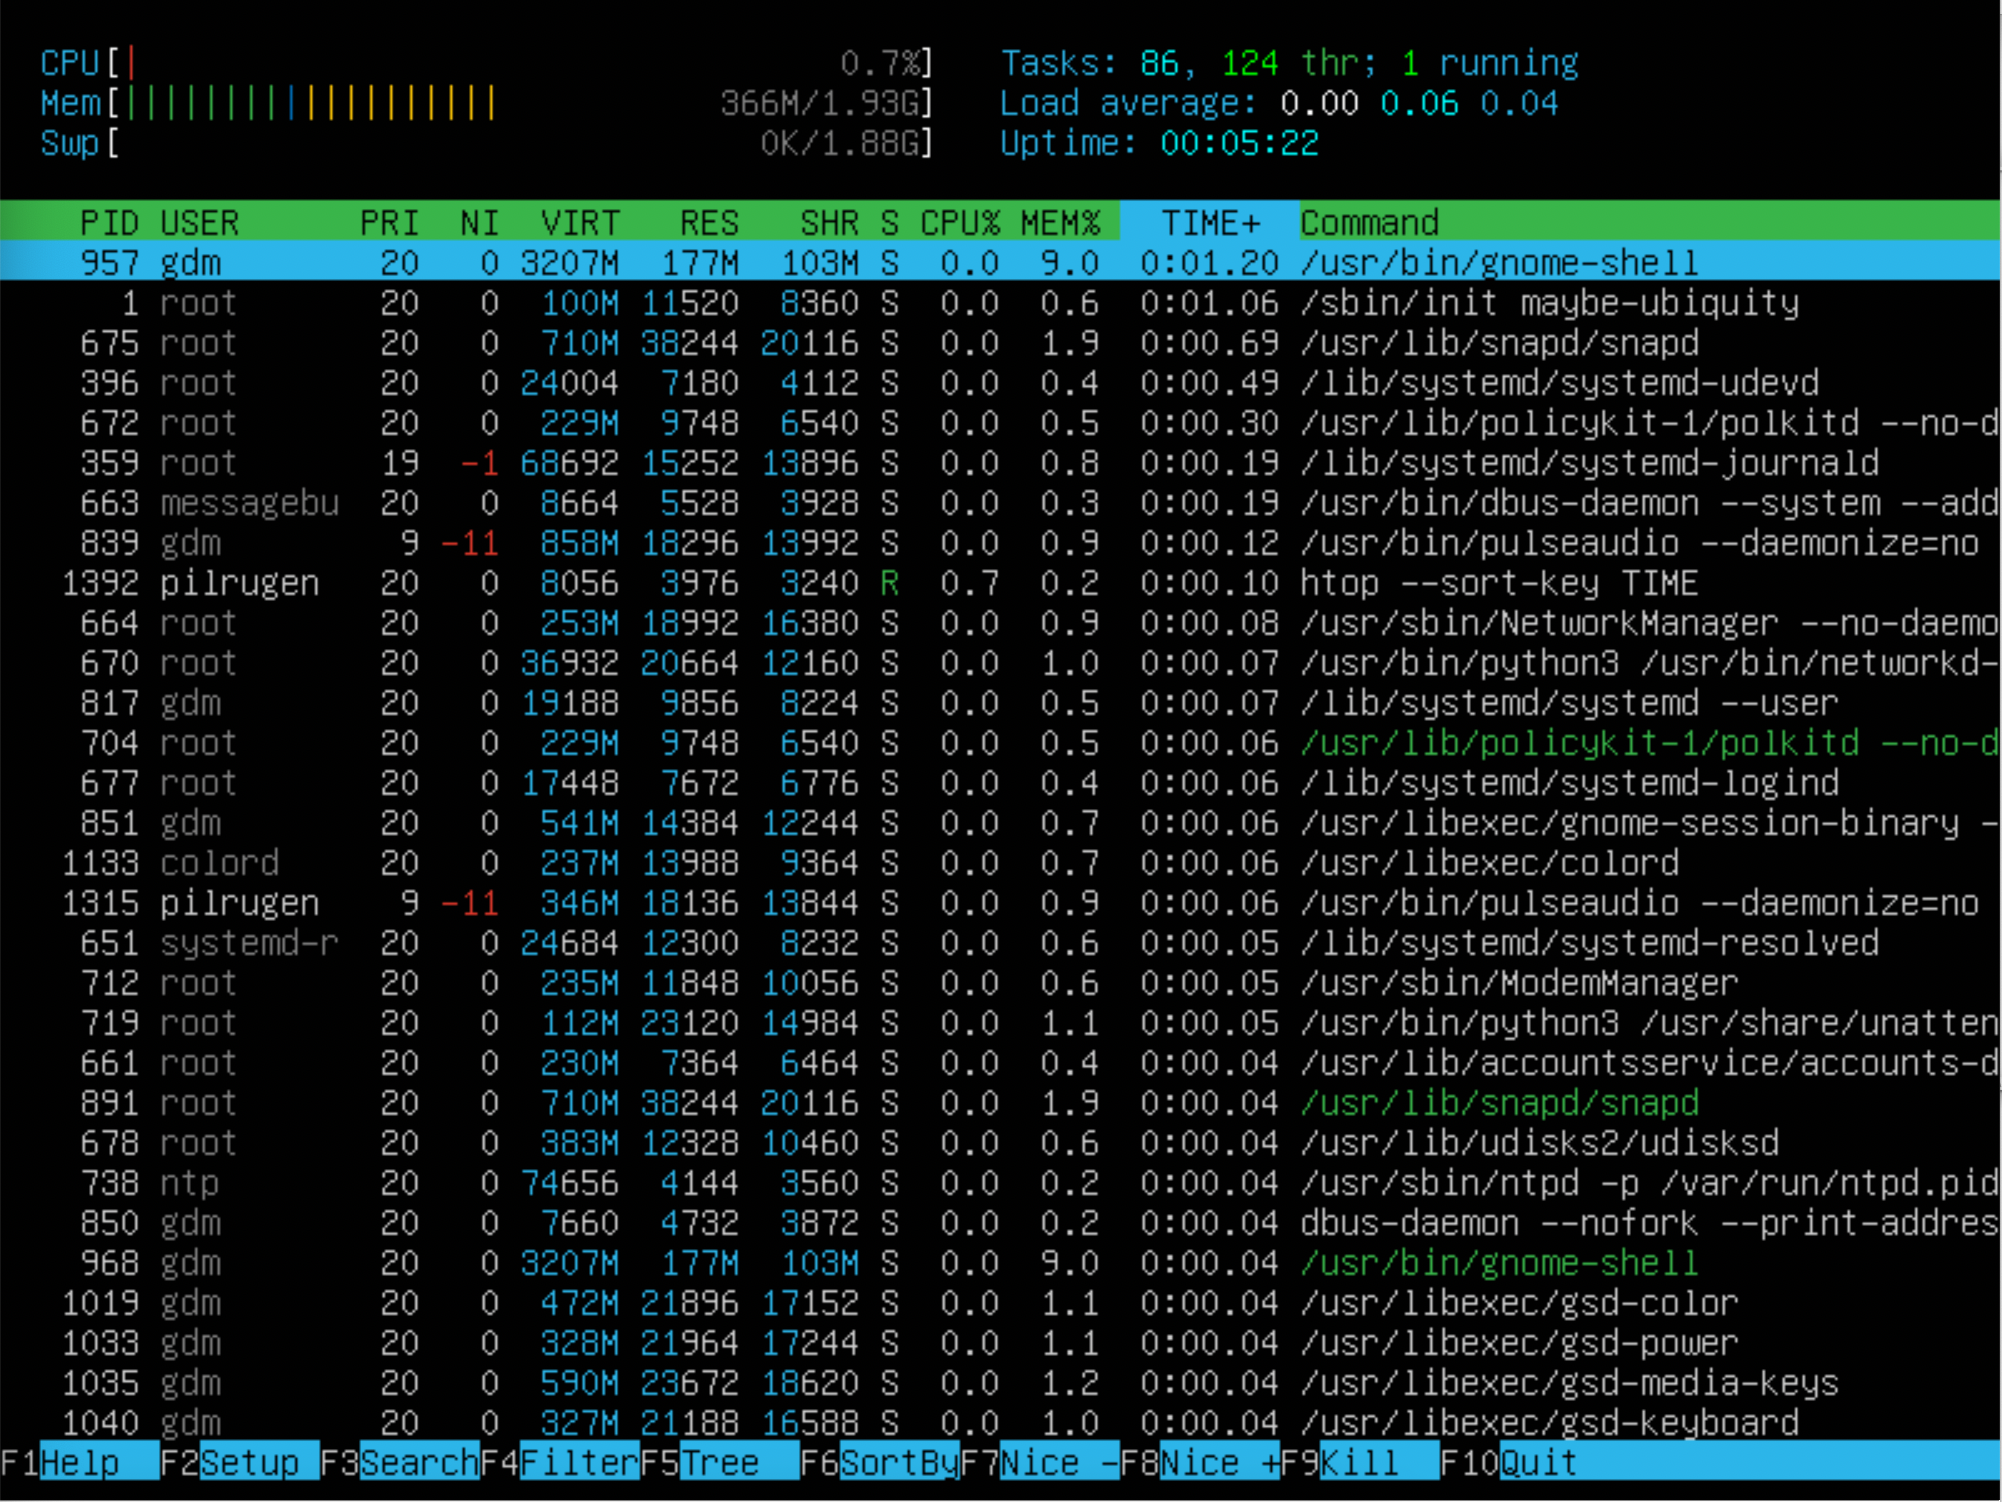 CPU[| 0.7%] Tasks: 86, 124 thr; 1 running
Mem[||||||||||||||||||| 366M/1.93G] Load average: 0.00 0.06 0.04
Swp[ 0K/1.88G] Uptime: 00:05:22
PID USER PRI NI VIRT RES SHR S CPU% MEM% TIME+ Command
957 gdm 20 0 3207M 177M 103M S 0.0 9.0 0:01.20 /usr/bin/gnome-shell
1 root 20 0 100M 11520 8360 S 0.0 0.6 0:01.06 /sbin/init maybe-ubiquity
675 root 20 0 710M 38244 20116 S 0.0 1.9 0:00.69 /usr/lib/snapd/snapd
396 root 20 0 24004 7180 4112 S 0.0 0.4 0:00.49 /lib/systemd/systemd-udevd
672 root 20 0 229M 9748 6540 S 0.0 0.5 0:00.30 /usr/lib/policykit-1/polkitd --no-d
359 root 19 -1 68692 15252 13896 S 0.0 0.8 0:00.19 /lib/systemd/systemd-journald
663 messagebu 20 0 8664 5528 3928 S 0.0 0.3 0:00.19 /usr/bin/dbus-daemon --system --add
839 gdm 9 -11 858M 18296 13992 S 0.0 0.9 0:00.12 /usr/bin/pulseaudio --daemonize=no
1392 pilrugen 20 0 8056 3976 3240 R 0.7 0.2 0:00.10 htop --sort-key TIME
664 root 20 0 253M 18992 16380 S 0.0 0.9 0:00.08 /usr/sbin/NetworkManager --no-daemo
670 root 20 0 36932 20664 12160 S 0.0 1.0 0:00.07 /usr/bin/python3 /usr/bin/networkd-
817 gdm 20 0 19188 9856 8224 S 0.0 0.5 0:00.07 /lib/systemd/systemd --user
704 root 20 0 229M 9748 6540 S 0.0 0.5 0:00.06 /usr/lib/policykit-1/polkitd --no-d
677 root 20 0 17448 7672 6776 S 0.0 0.4 0:00.06 /lib/systemd/systemd-logind
851 gdm 20 0 541M 14384 12244 S 0.0 0.7 0:00.06 /usr/libexec/gnome-session-binary -
1133 colord 20 0 237M 13988 9364 S 0.0 0.7 0:00.06 /usr/libexec/colord
1315 pilrugen 9 -11 346M 18136 13844 S 0.0 0.9 0:00.06 /usr/bin/pulseaudio --daemonize=no
651 systemd-r 20 0 24684 12300 8232 S 0.0 0.6 0:00.05 /lib/systemd/systemd-resolved
712 root 20 0 235M 11848 10056 S 0.0 0.6 0:00.05 /usr/sbin/ModemManager
719 root 20 0 112M 23120 14984 S 0.0 1.1 0:00.05 /usr/bin/python3 /usr/share/unatten
661 root 20 0 230M 7364 6464 S 0.0 0.4 0:00.04 /usr/lib/accountsservice/accounts-d
891 root 20 0 710M 38244 20116 S 0.0 1.9 0:00.04 /usr/lib/snapd/snapd
678 root 20 0 383M 12328 10460 S 0.0 0.6 0:00.04 /usr/lib/udisks2/udisksd
738 ntp 20 0 74656 4144 3560 S 0.0 0.2 0:00.04 /usr/sbin/ntpd -p /var/run/ntpd.pid
850 gdm 20 0 7660 4732 3872 S 0.0 0.2 0:00.04 dbus-daemon --nofork --print-addres
968 gdm 20 0 3207M 177M 103M S 0.0 9.0 0:00.04 /usr/bin/gnome-shell
1019 gdm 20 0 472M 21896 17152 S 0.0 1.1 0:00.04 /usr/libexec/gsd-color
1033 gdm 20 0 328M 21964 17244 S 0.0 1.1 0:00.04 /usr/libexec/gsd-power
1035 gdm 20 0 590M 23672 18620 S 0.0 1.2 0:00.04 /usr/libexec/gsd-media-keys
1040 gdm 20 0 327M 21188 16588 S 0.0 1.0 0:00.04 /usr/libexec/gsd-keyboard
F1Help F2Setup F3SearchF4FilterF5Tree F6SortByF7Nice -F8Nice +F9Kill F10Quit